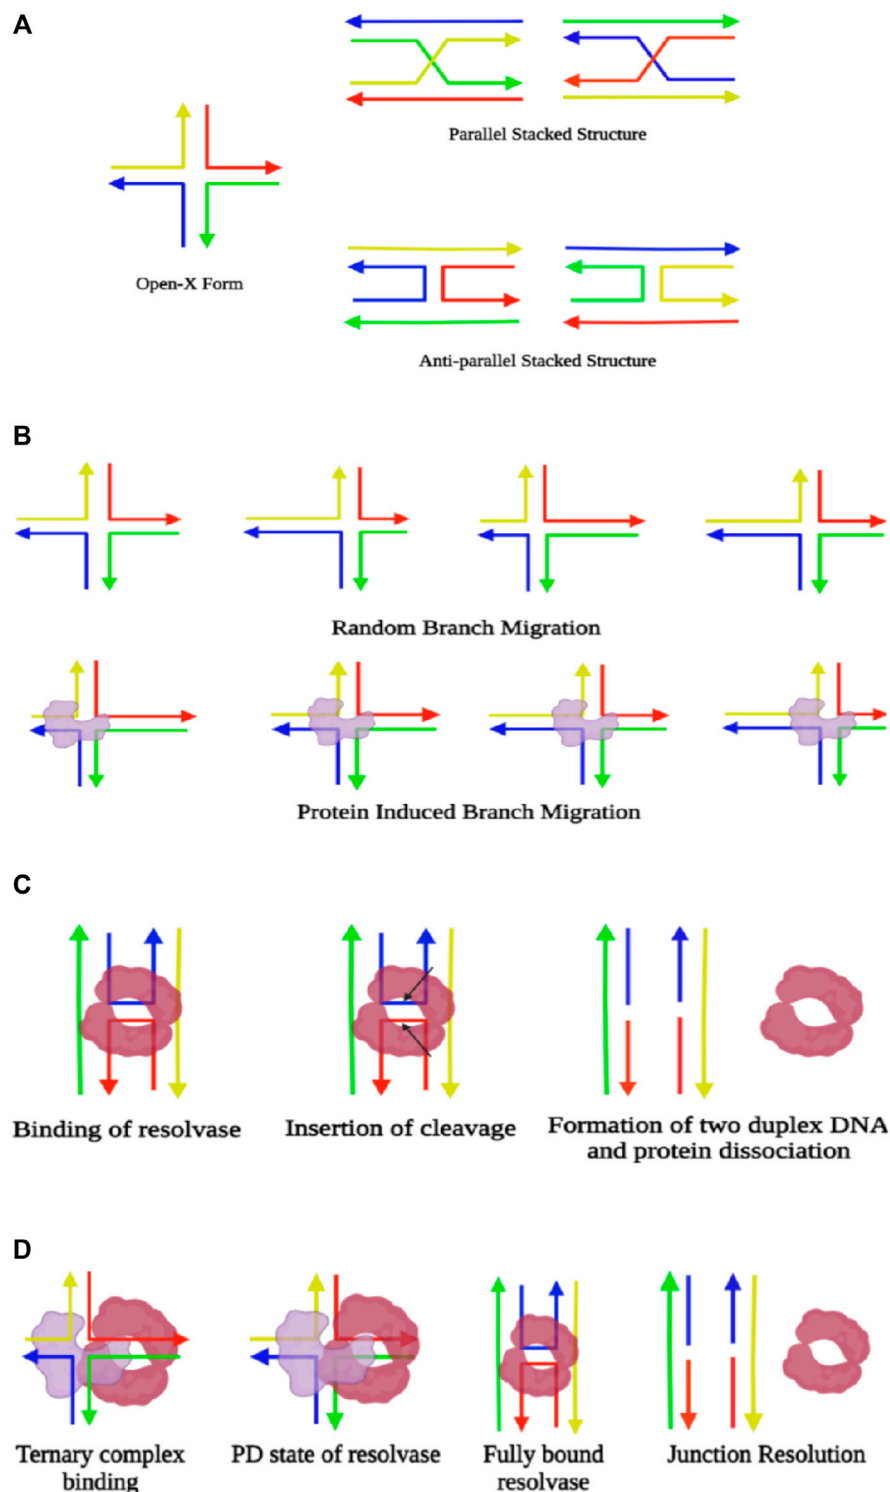 A
Parallel Stacked Structure
Open-X Form
Anti-parallel Stacked Structure
B
Random Branch Migration
Protein Induced Branch Migration
C
Binding of resolvase
Insertion of cleavage
Formation of two duplex DNA
and protein dissociation
D
Ternary complex
binding
PD state of resolvase
Fully bound
resolvase
Junction Resolution